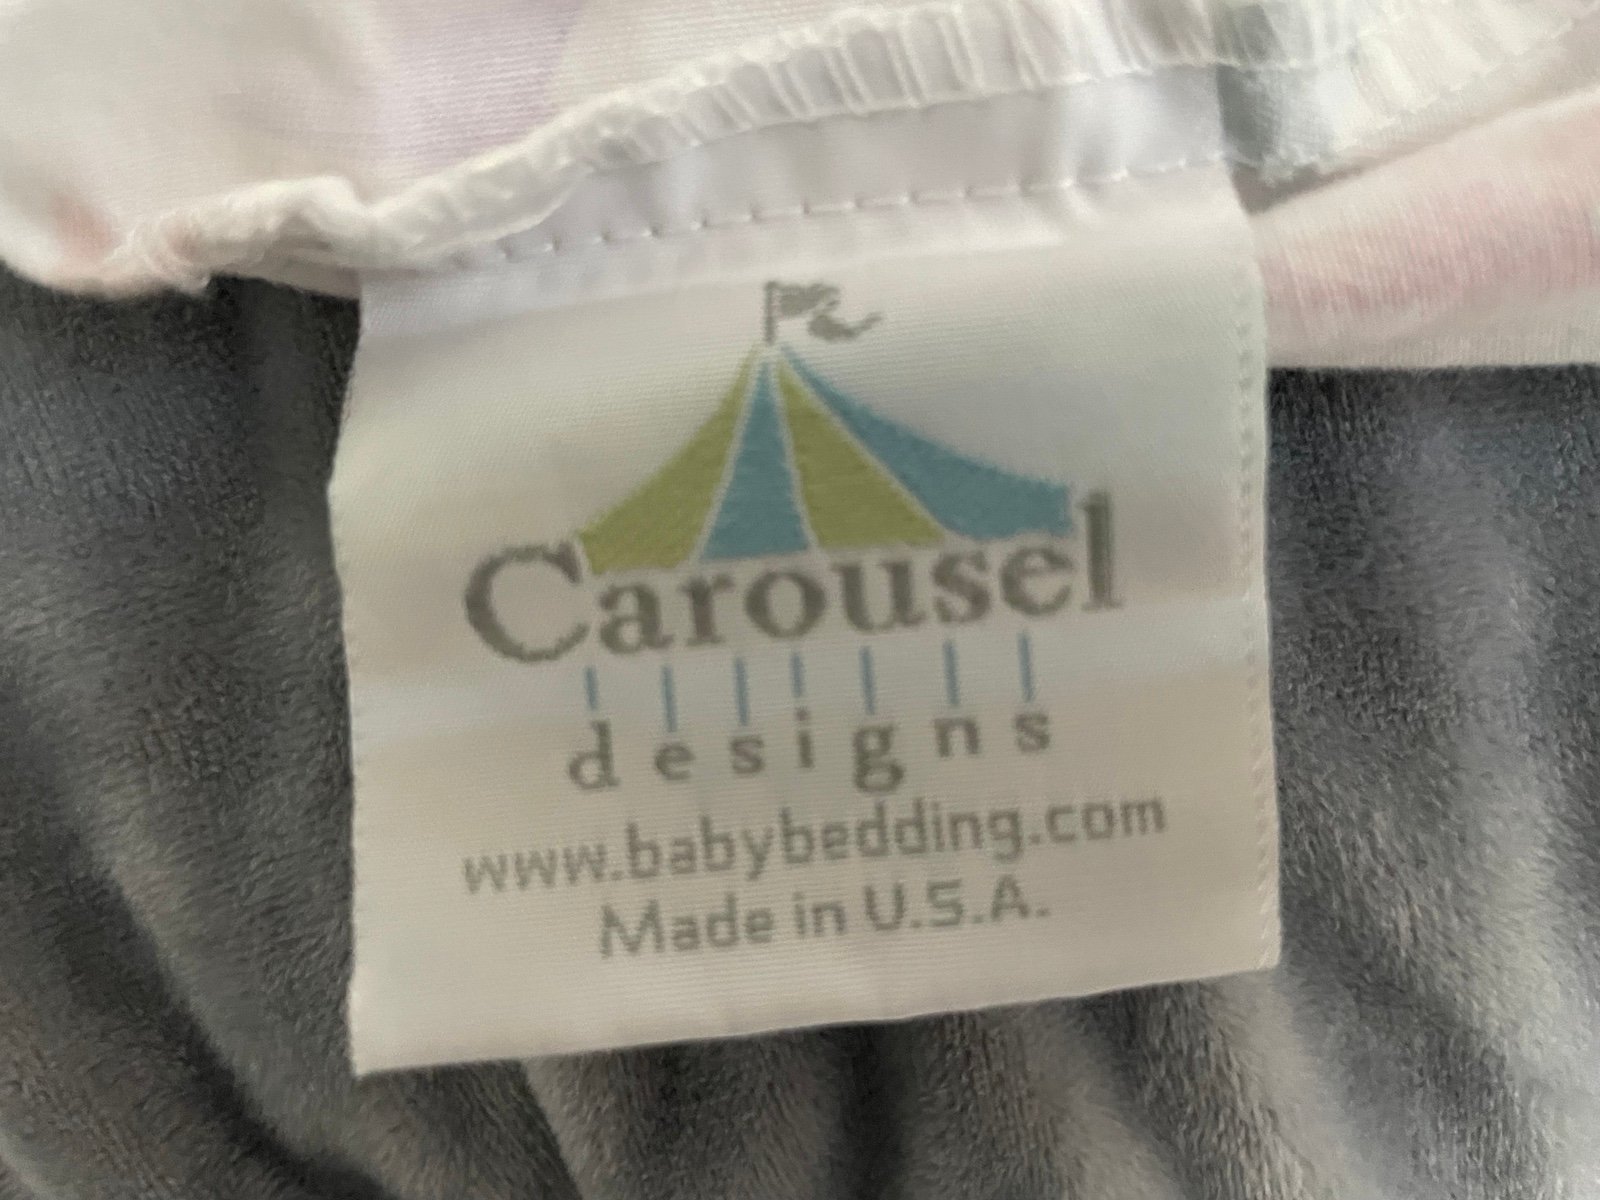 Carousel
designs
www.babybedding.com
Made in U.S.A.